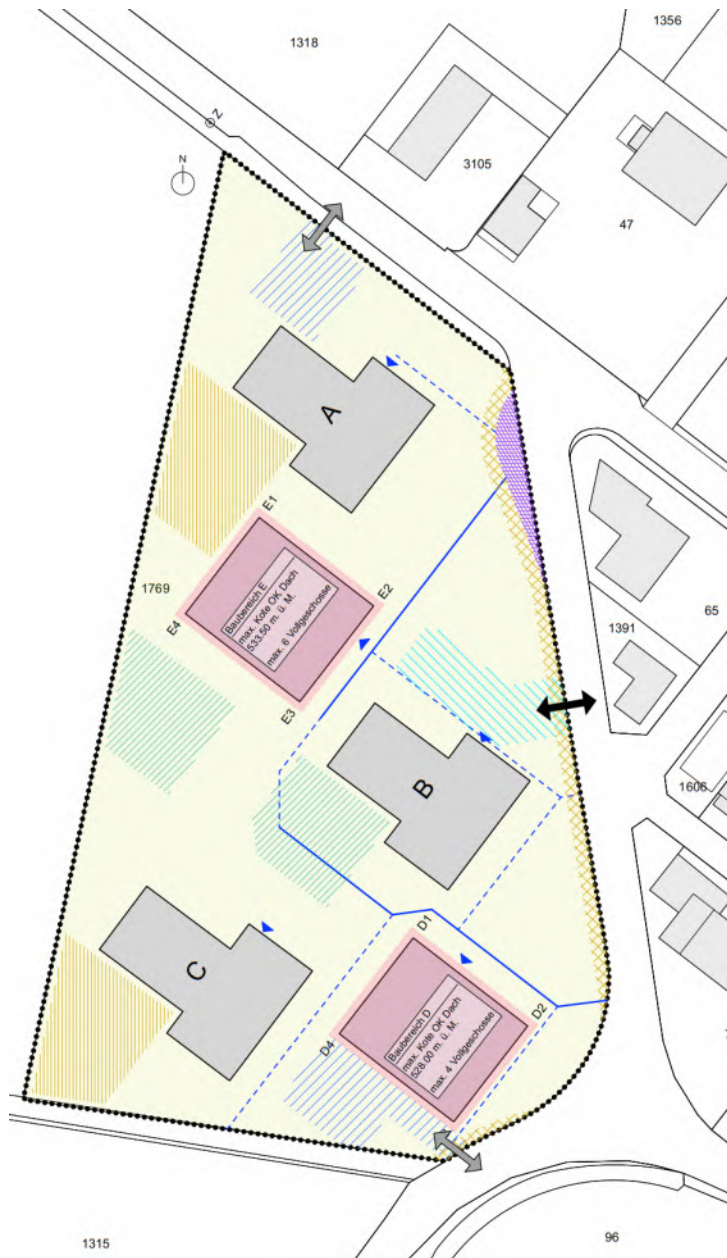 1356
1318
3105
47
Z
N
A
E1
Baubereich E
max. Kote OK Dach
533.50 m. ü. M.
max. 6 Vollgeschosse
E2
1769
E4
E3
65
1391
B
1606
C
D1
Baubereich D
max. Kote OK Dach
528.00 m. ü. M.
max. 4 Vollgeschosse
D2
D4
1315
96